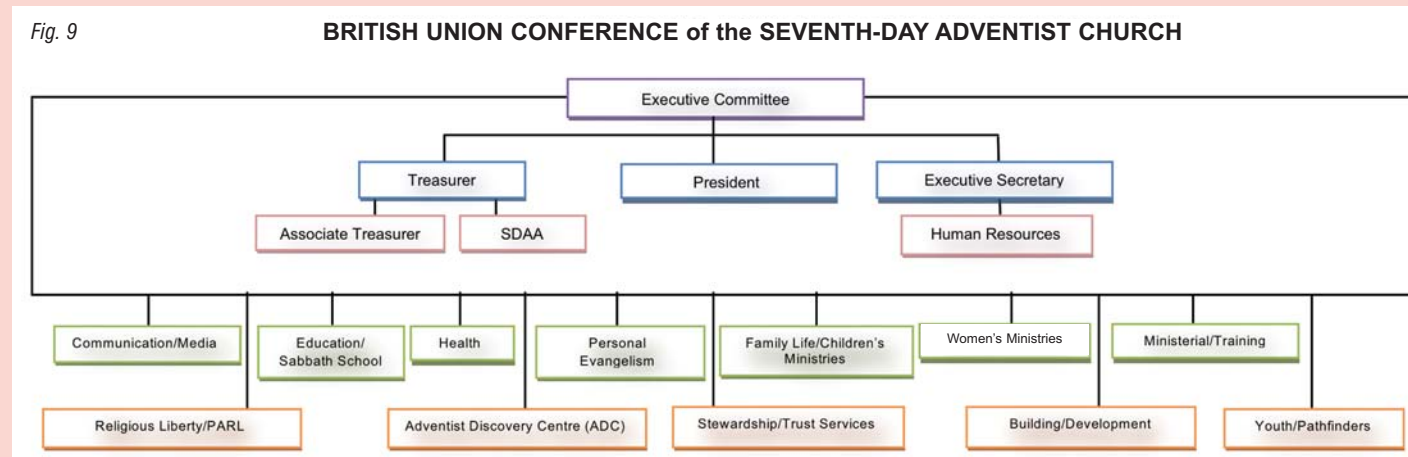 Fig. 9
BRITISH UNION CONFERENCE of the SEVENTH-DAY ADVENTIST CHURCH
Executive Committee
Treasurer
President
Executive Secretary
Associate Treasurer
SDAA
Human Resources
Communication/Media
Education/
Sabbath School
Health
Personal
Evangelism
Family Life/Children's
Ministries
Women's Ministries
Ministerial/Training
Religious Liberty/PARL
Adventist Discovery Centre (ADC)
Stewardship/Trust Services
Building/Development
Youth/Pathfinders